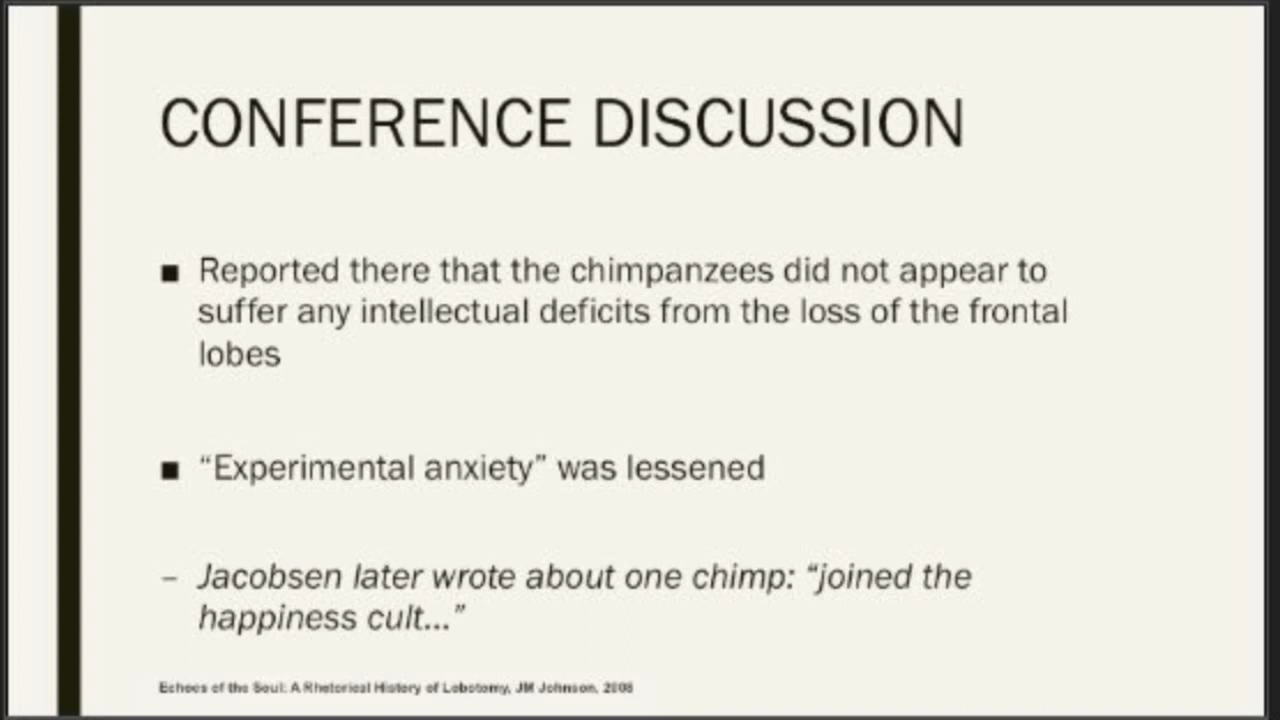 CONFERENCE DISCUSSION
■ Reported there that the chimpanzees did not appear to
suffer any intellectual deficits from the loss of the frontal
lobes
■ “Experimental anxiety” was lessened
– Jacobsen later wrote about one chimp: “joined the
happiness cult...”
Echoes of the Soul: A Rhetorical History of Lobotomy, JM Johnson, 2008